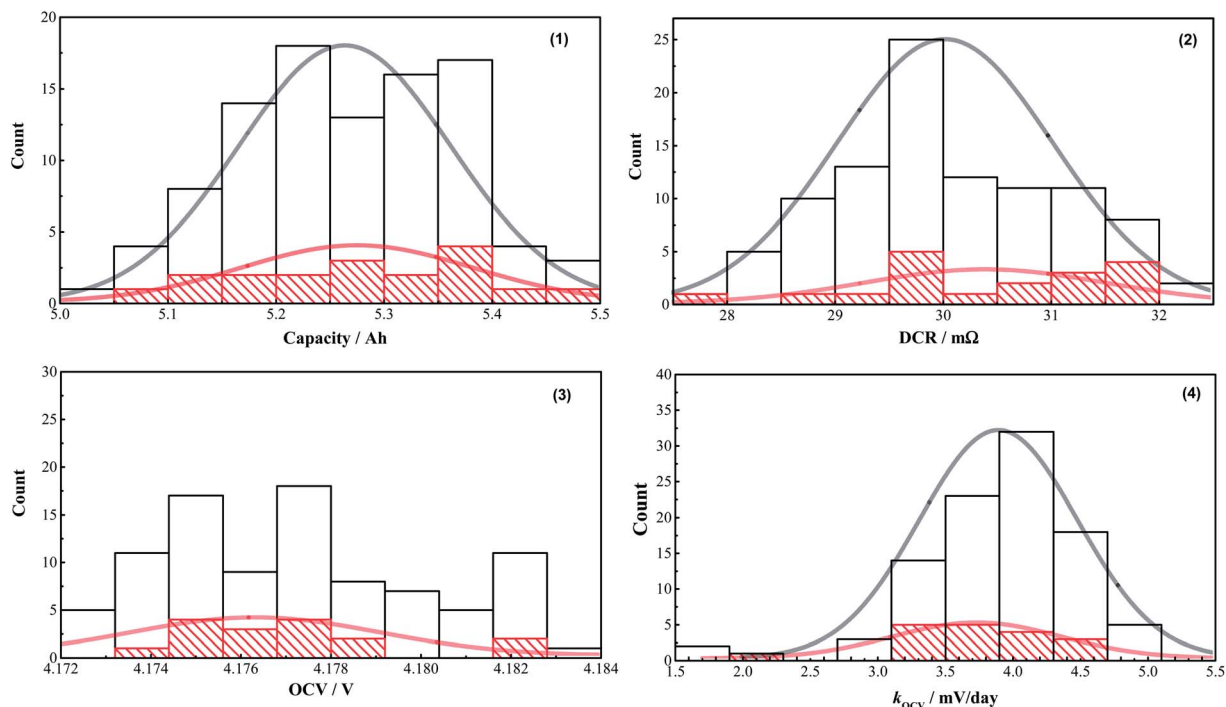 20
15
10
5
0
Count
(1)
5.0 5.1 5.2 5.3 5.4 5.5
Capacity / Ah
25
20
15
10
5
0
Count
(2)
28 29 30 31 32
DCR / mΩ
30
25
20
15
10
5
0
Count
(3)
4.172 4.174 4.176 4.178 4.180 4.182 4.184
OCV / V
40
35
30
25
20
15
10
5
0
Count
(4)
1.5 2.0 2.5 3.0 3.5 4.0 4.5 5.0 5.5
kOCV / mV/day